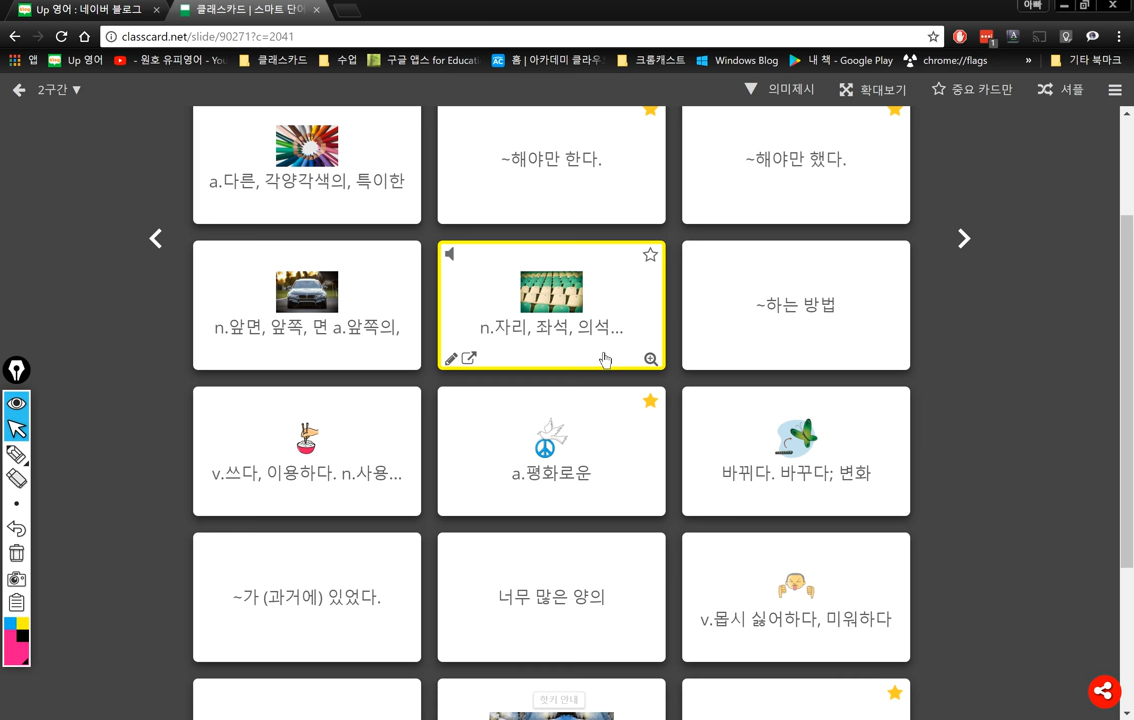 Up 영어 : 네이버 블로그
클래스카드 | 스마트 단어
아빠
classcard.net/slide/90271?c=2041
1
앱
Up 영어
- 원호 유피영어 - You
클래스카드
수업
구글 앱스 for Educat
홈 | 아카데미 클라우
크롬캐스트
Windows Blog
내 책 - Google Play
chrome://flags
»
기타 북마크
2구간 ▼
의미제시
확대보기
중요 카드만
셔플
a.다른, 각양각색의, 특이한
~해야만 한다.
~해야만 했다.
n.앞면, 앞쪽, 면 a.앞쪽의,
n.자리, 좌석, 의석...
~하는 방법
v.쓰다, 이용하다. n.사용...
a.평화로운
바뀌다. 바꾸다; 변화
~가 (과거에) 있었다.
너무 많은 양의
v.몹시 싫어하다, 미워하다
핫키 안내